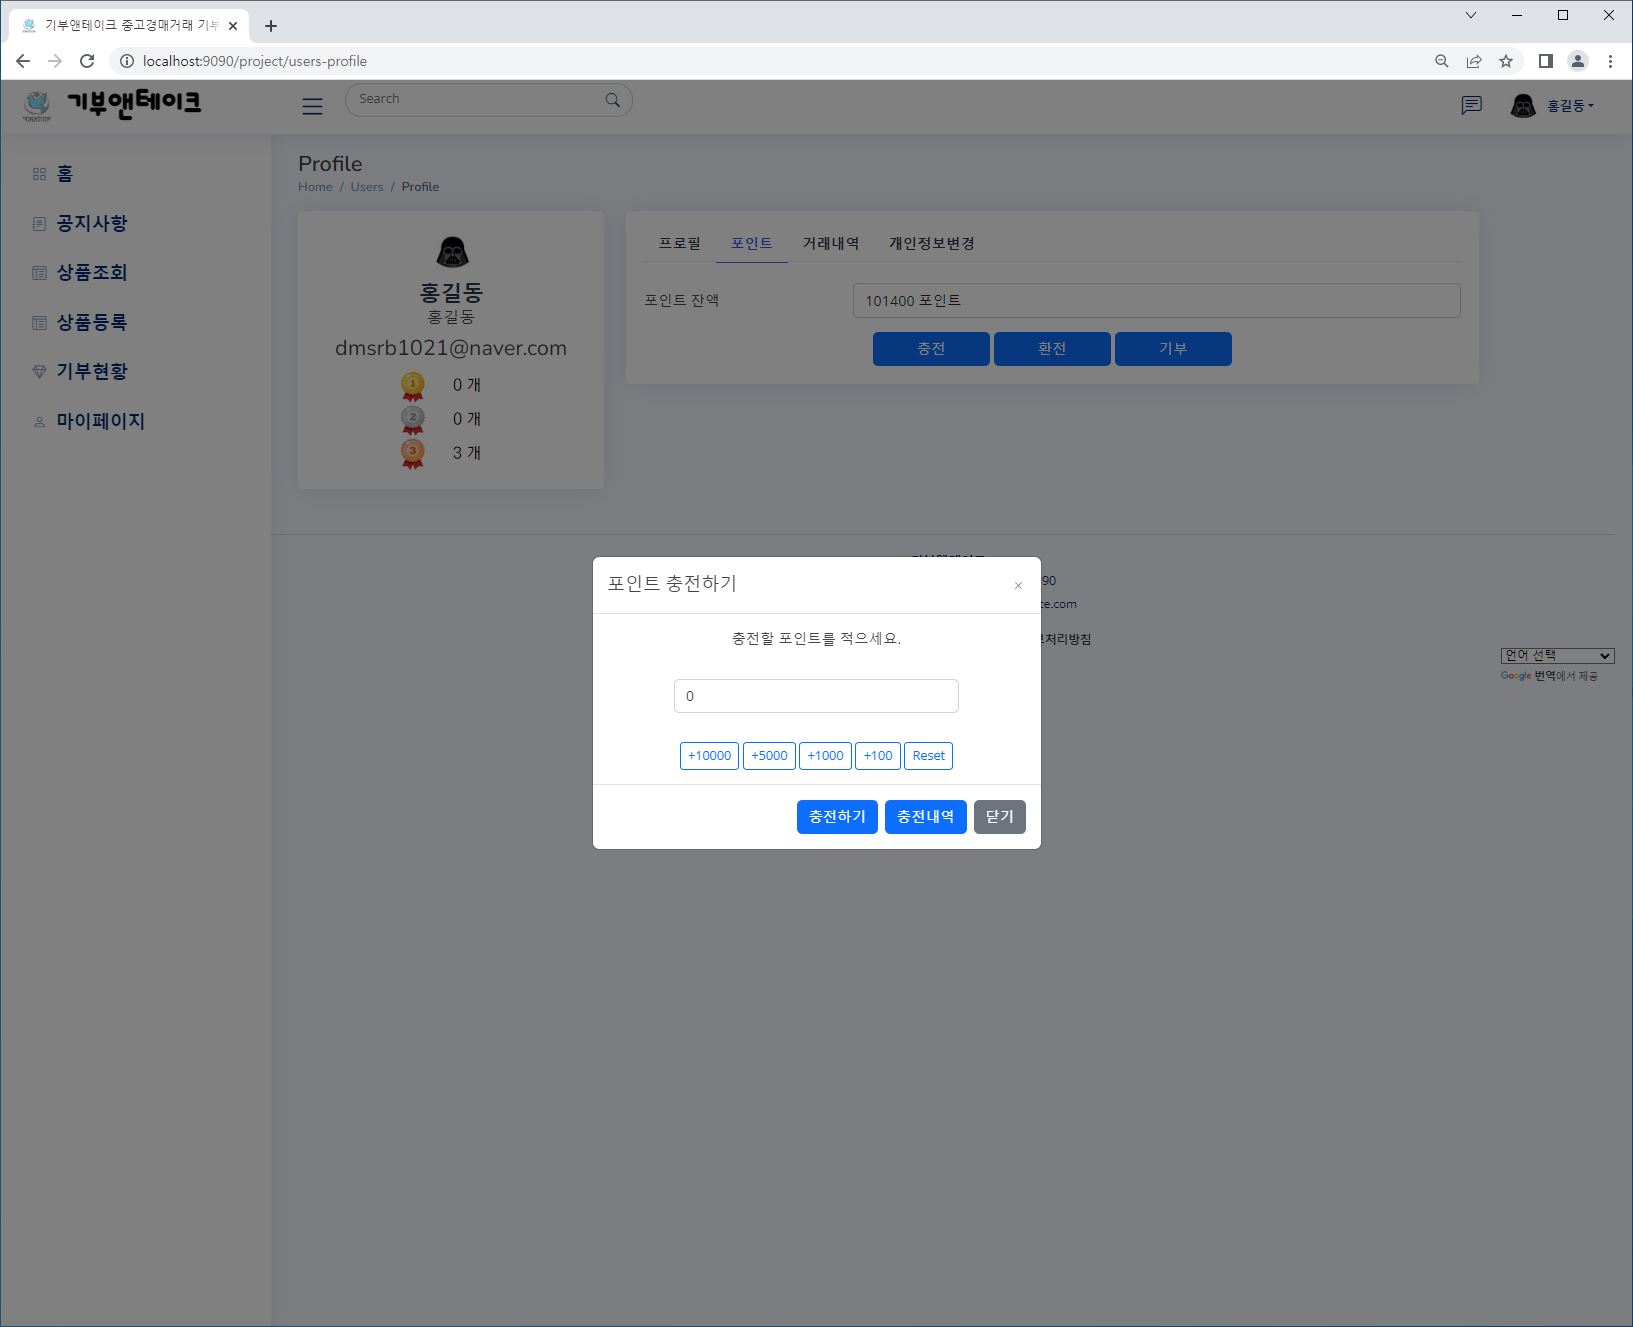 기부앤테이크 중고경매거래 기부
localhost:9090/project/users-profile
기부앤테이크
Search
홍길동
홈
공지사항
상품조회
상품등록
기부현황
마이페이지
Profile
Home / Users / Profile
홍길동
홍길동
dmsrb1021@naver.com
1 0 개
2 0 개
3 3 개
프로필 포인트 거래내역 개인정보변경
포인트 잔액 101400 포인트
충전 환전 기부
포인트 충전하기 ×
충전할 포인트를 적으세요.
0
+10000 +5000 +1000 +100 Reset
충전하기 충전내역 닫기
90
ce.com
처리방침
언어 선택
Google 번역에서 제공